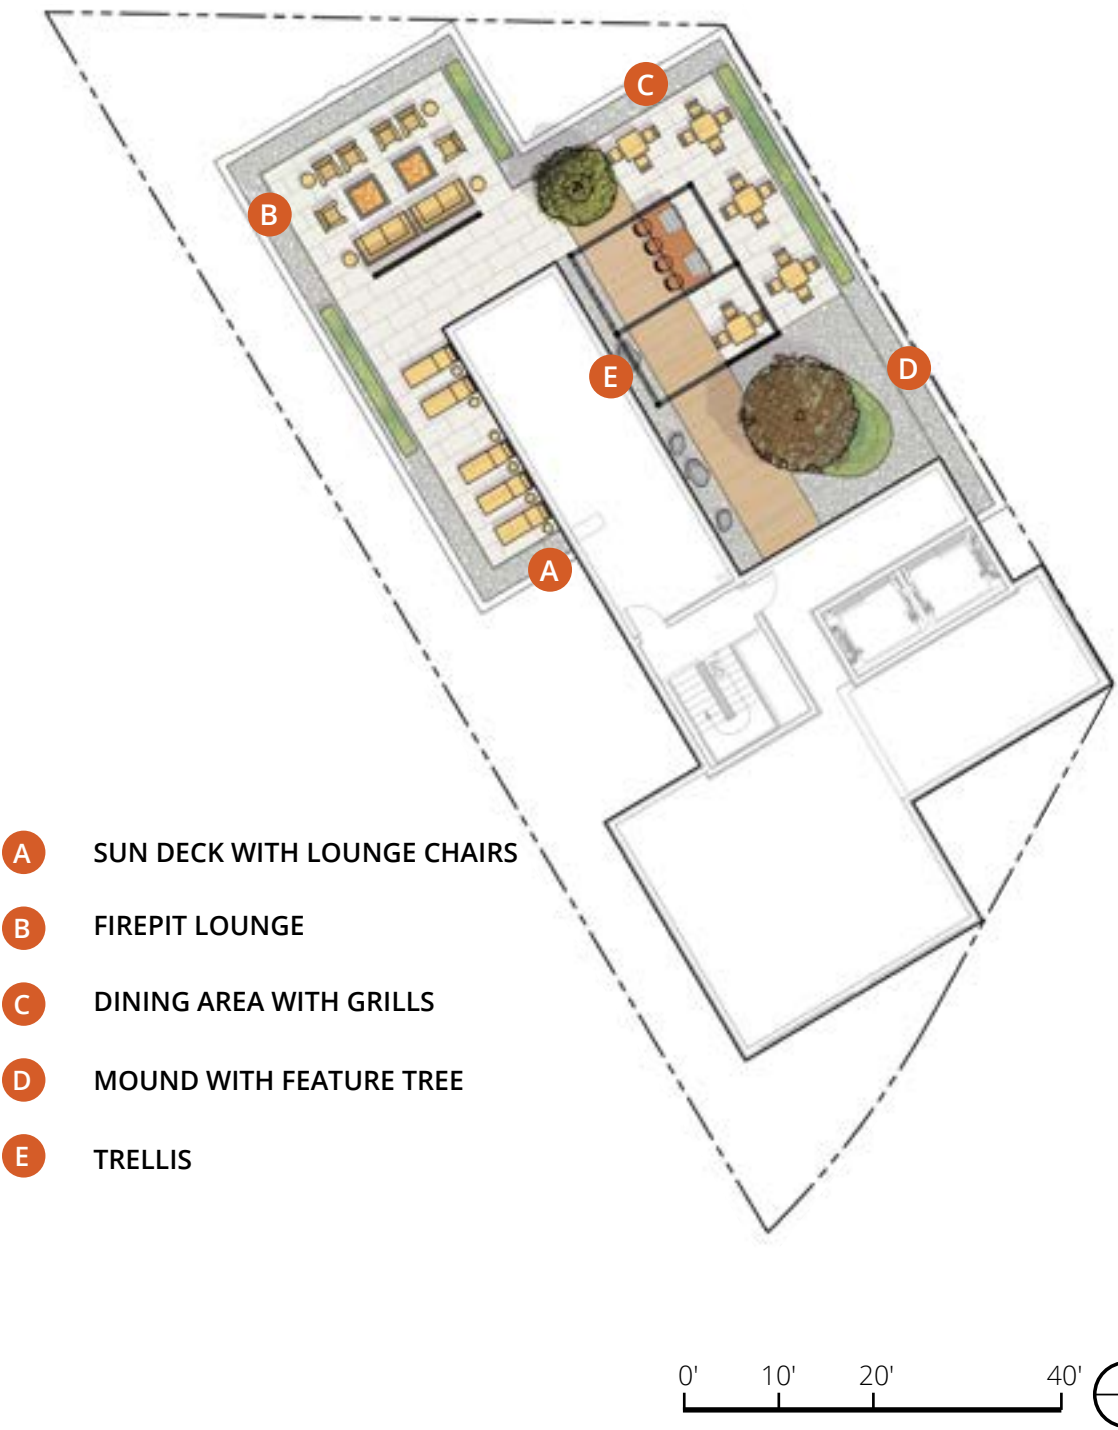 C
B
D
E
A
A SUN DECK WITH LOUNGE CHAIRS
B FIREPIT LOUNGE
C DINING AREA WITH GRILLS
D MOUND WITH FEATURE TREE
E TRELLIS
0' 10' 20' 40'